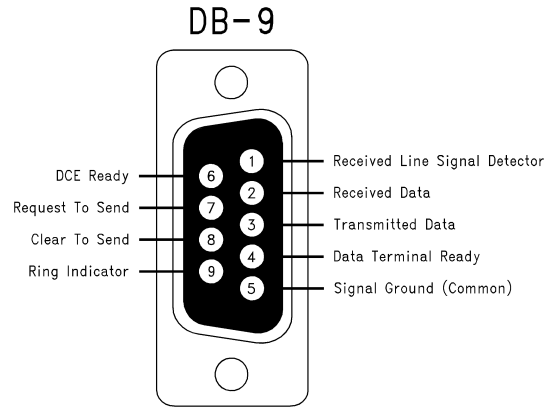 DB-9
1 Received Line Signal Detector
DCE Ready 6
2 Received Data
Request To Send 7
3 Transmitted Data
Clear To Send 8
4 Data Terminal Ready
Ring Indicator 9
5 Signal Ground (Common)